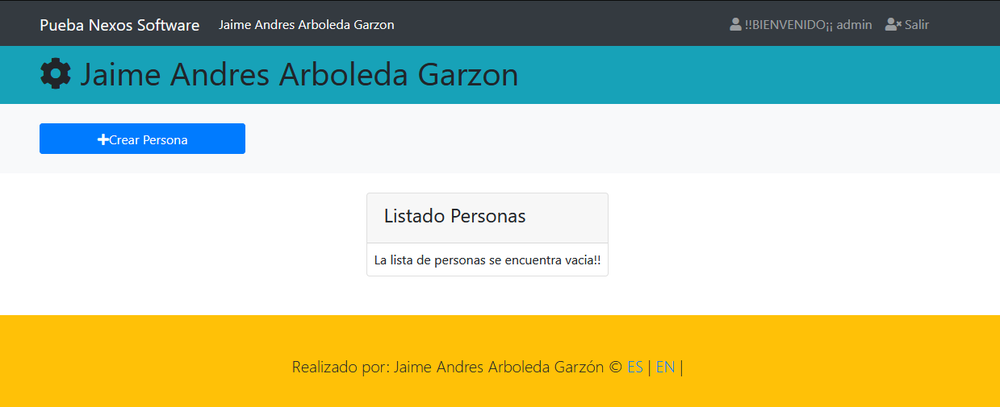 Pueba Nexos Software Jaime Andres Arboleda Garzon !!BIENVENIDO¡¡ admin Salir
Jaime Andres Arboleda Garzon
Crear Persona
Listado Personas
La lista de personas se encuentra vacia!!
Realizado por: Jaime Andres Arboleda Garzón © ES | EN |